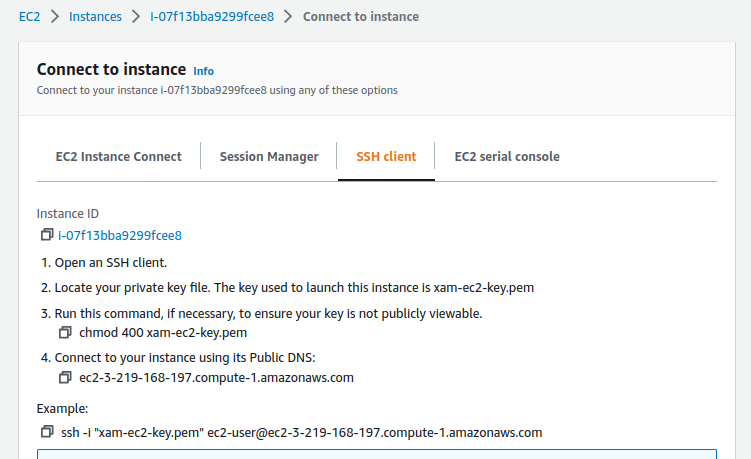 EC2 > Instances > i-07f13bba9299fcee8 > Connect to instance
Connect to instance Info
Connect to your instance i-07f13bba9299fcee8 using any of these options
EC2 Instance Connect Session Manager SSH client EC2 serial console
Instance ID
i-07f13bba9299fcee8
1. Open an SSH client.
2. Locate your private key file. The key used to launch this instance is xam-ec2-key.pem
3. Run this command, if necessary, to ensure your key is not publicly viewable.
chmod 400 xam-ec2-key.pem
4. Connect to your instance using its Public DNS:
ec2-3-219-168-197.compute-1.amazonaws.com
Example:
ssh -i "xam-ec2-key.pem" ec2-user@ec2-3-219-168-197.compute-1.amazonaws.com